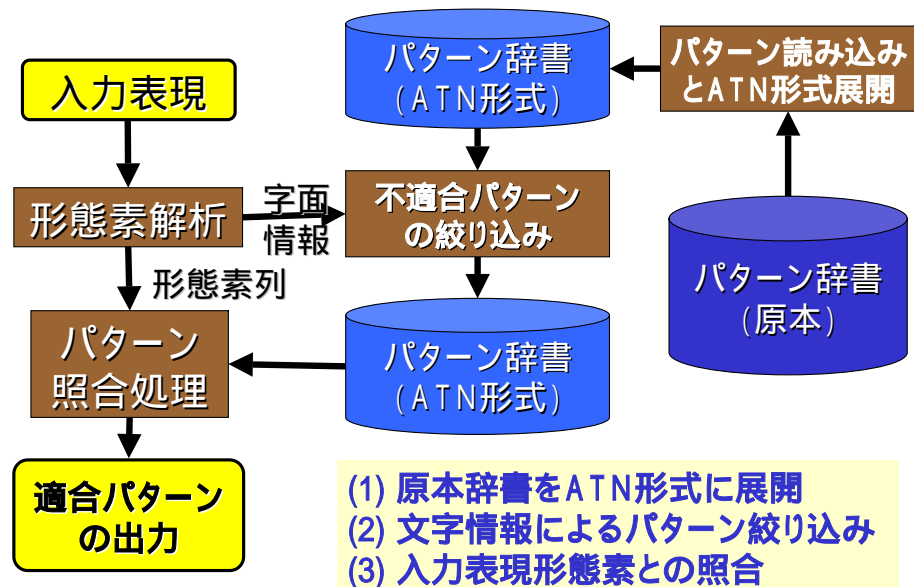 入力表現
形態素解析
字面
情報
形態素列
パターン
照合処理
適合パターン
の出力
パターン辞書
(ATN形式)
不適合パターン
の絞り込み
パターン辞書
(ATN形式)
パターン読み込み
とATN形式展開
パターン辞書
(原本)
(1) 原本辞書をATN形式に展開
(2) 文字情報によるパターン絞り込み
(3) 入力表現形態素との照合